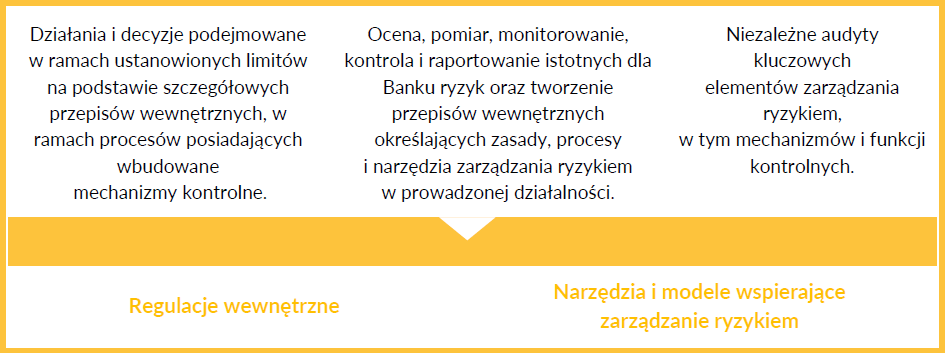 Działania i decyzje podejmowane
w ramach ustanowionych limitów
na podstawie szczegółowych
przepisów wewnętrznych, w
ramach procesów posiadających
wbudowane
mechanizmy kontrolne.
Ocena, pomiar, monitorowanie,
kontrola i raportowanie istotnych dla
Banku ryzyk oraz tworzenie
przepisów wewnętrznych
określających zasady, procesy
i narzędzia zarządzania ryzykiem
w prowadzonej działalności.
Niezależne audyty
kluczowych
elementów zarządzania
ryzykiem,
w tym mechanizmów i funkcji
kontrolnych.
Regulacje wewnętrzne
Narzędzia i modele wspierające
zarządzanie ryzykiem